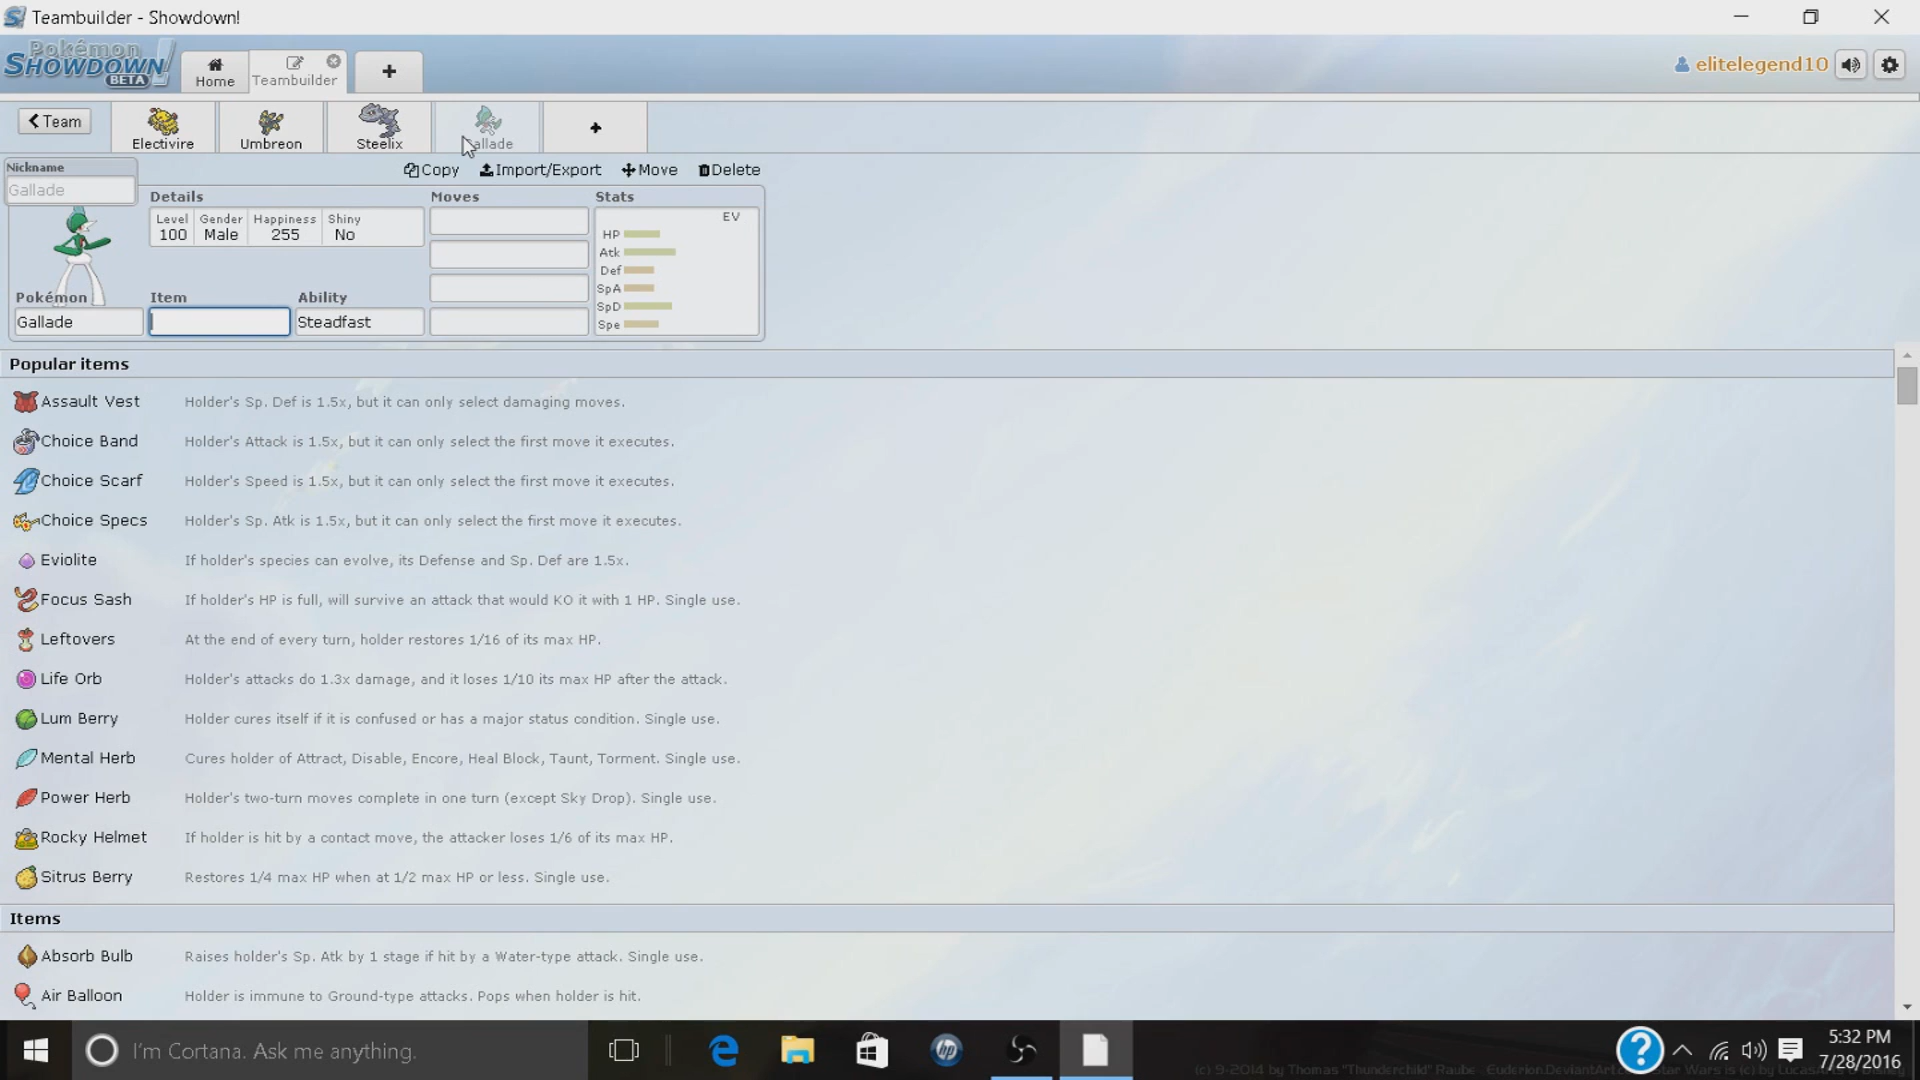 Teambuilder - Showdown!
Pokémon
SHOWDOWN!
BETA
Home
Teambuilder
elitelegend10
Team
Electivire
Umbreon
Steelix
allade
Nickname
Gallade
Copy
Import/Export
Move
Delete
Details
Moves
Stats
Level
Gender
Happiness
Shiny
100
Male
255
No
EV
HP
Atk
Def
SpA
SpD
Spe
Pokémon
Item
Ability
Gallade
Steadfast
Popular items
Assault Vest Holder's Sp. Def is 1.5x, but it can only select damaging moves.
Choice Band Holder's Attack is 1.5x, but it can only select the first move it executes.
Choice Scarf Holder's Speed is 1.5x, but it can only select the first move it executes.
Choice Specs Holder's Sp. Atk is 1.5x, but it can only select the first move it executes.
Eviolite If holder's species can evolve, its Defense and Sp. Def are 1.5x.
Focus Sash If holder's HP is full, will survive an attack that would KO it with 1 HP. Single use.
Leftovers At the end of every turn, holder restores 1/16 of its max HP.
Life Orb Holder's attacks do 1.3x damage, and it loses 1/10 its max HP after the attack.
Lum Berry Holder cures itself if it is confused or has a major status condition. Single use.
Mental Herb Cures holder of Attract, Disable, Encore, Heal Block, Taunt, Torment. Single use.
Power Herb Holder's two-turn moves complete in one turn (except Sky Drop). Single use.
Rocky Helmet If holder is hit by a contact move, the attacker loses 1/6 of its max HP.
Sitrus Berry Restores 1/4 max HP when at 1/2 max HP or less. Single use.
Items
Absorb Bulb Raises holder's Sp. Atk by 1 stage if hit by a Water-type attack. Single use.
Air Balloon Holder is immune to Ground-type attacks. Pops when holder is hit.
I'm Cortana. Ask me anything.
hp
5:32 PM
7/28/2016
(c) 9-2014 by Thomas "Thunderchild" Raube